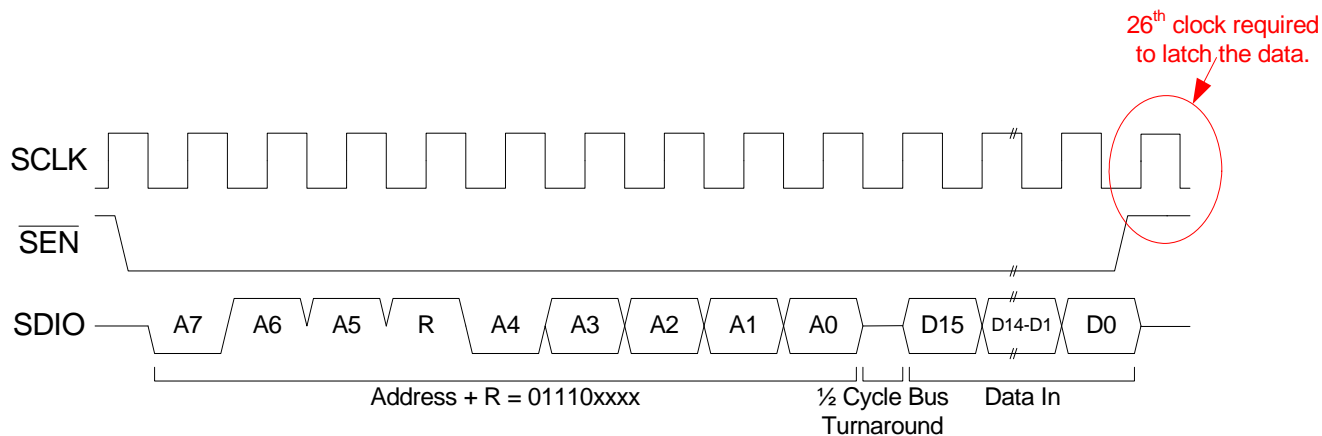 26th clock required
to latch the data.
SCLK
SEN
SDIO
A7 A6 A5 R A4 A3 A2 A1 A0 D15 D14-D1 D0
Address + R = 01110xxxx
½ Cycle Bus
Turnaround
Data In